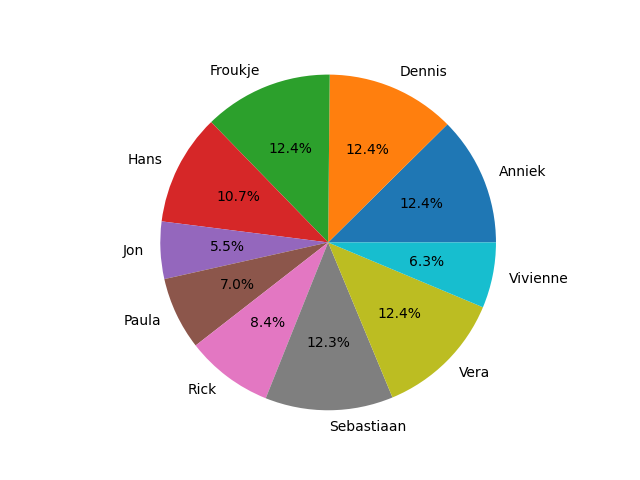 Froukje
Dennis
12.4%
12.4%
Hans
Anniek
10.7%
12.4%
Jon
5.5%
6.3%
Vivienne
7.0%
Paula
8.4%
12.4%
12.3%
Rick
Vera
Sebastiaan